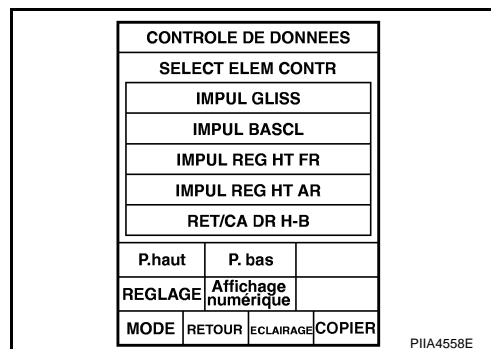 CONTROLE DE DONNEES
SELECT ELEM CONTR
IMPUL GLISS
IMPUL BASCL
IMPUL REG HT FR
IMPUL REG HT AR
RET/CA DR H-B
P.haut P. bas
REGLAGE Affichage numérique
MODE RETOUR ECLAIRAGE COPIER
PIIA4558E